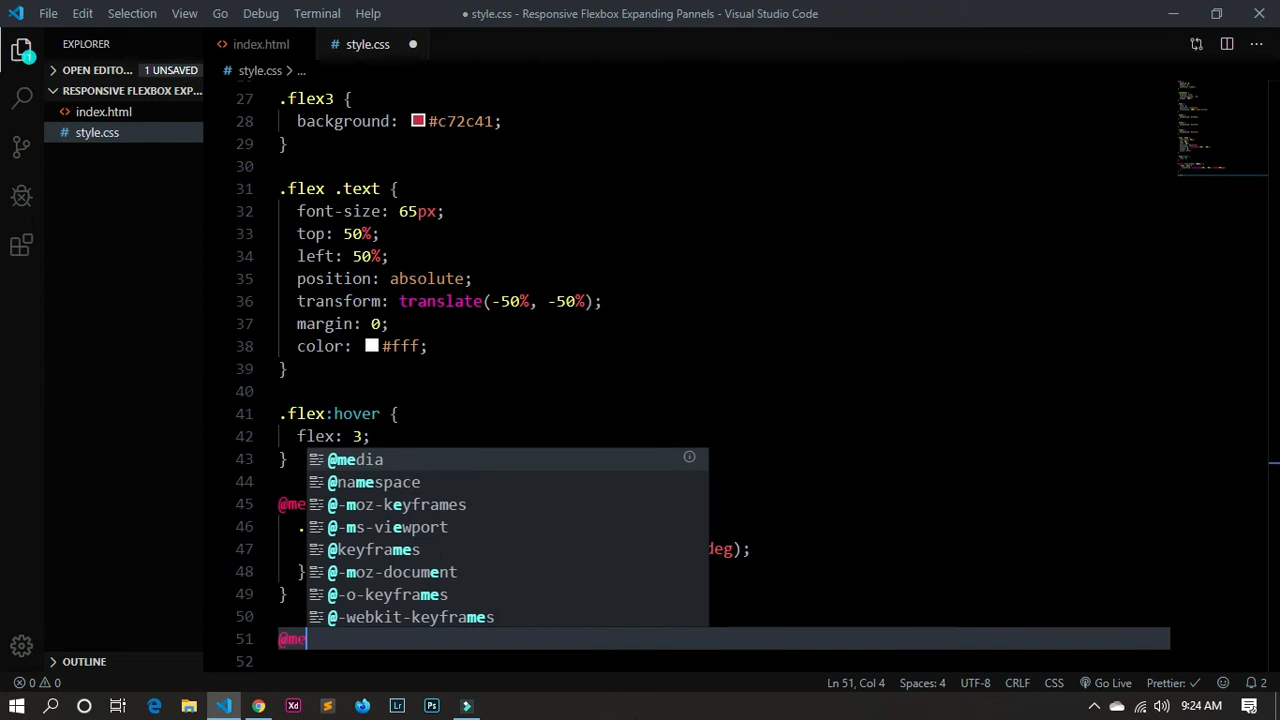 File Edit Selection View Go Debug Terminal Help
● style.css - Responsive Flexbox Expanding Pannels - Visual Studio Code
EXPLORER
index.html
style.css
OPEN EDITO... 1 UNSAVED
RESPONSIVE FLEXBOX EXP...
index.html
style.css
OUTLINE
# style.css > ...
27 .flex3 {
28 background: #c72c41;
29 }
30
31 .flex .text {
32 font-size: 65px;
33 top: 50%;
34 left: 50%;
35 position: absolute;
36 transform: translate(-50%, -50%);
37 margin: 0;
38 color: #fff;
39 }
40
41 .flex:hover {
42 flex: 3;
43 }
44
45 @me
46 .
47 deg);
48 }
49 }
50
51 @me
52
@media
@namespace
@-moz-keyframes
@-ms-viewport
@keyframes
@-moz-document
@-o-keyframes
@-webkit-keyframes
0 0
Ln 51, Col 4 Spaces: 4 UTF-8 CRLF CSS Go Live Prettier: ✓ 2
9:24 AM